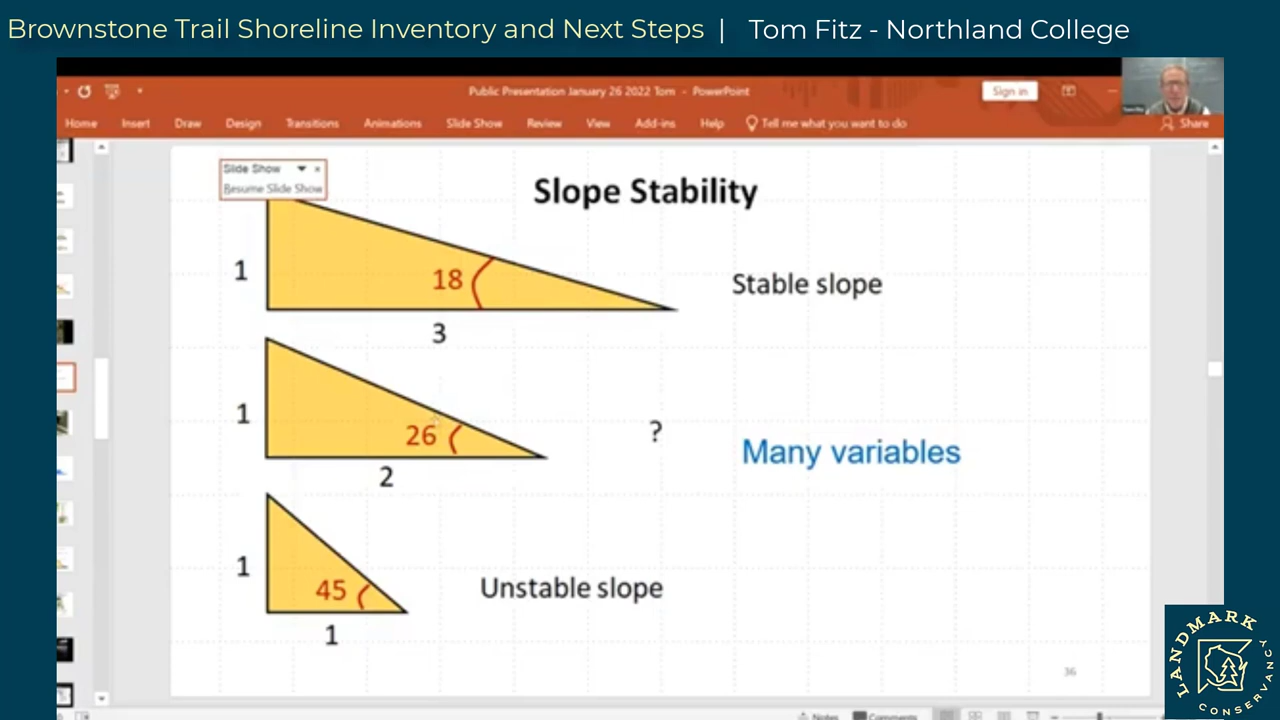 Brownstone Trail Shoreline Inventory and Next Steps | Tom Fitz - Northland College
Public Presentation January 26 2022 Tom - PowerPoint
Sign in
Home Insert Draw Design Transitions Animations Slide Show Review View Add-ins Help Tell me what you want to do Share
Slide Show
Resume Slide Show
Slope Stability
1
18
3
Stable slope
1
26
2
?
Many variables
1
45
1
Unstable slope
36
Notes Comments
LANDMARK
CONSERVANCY